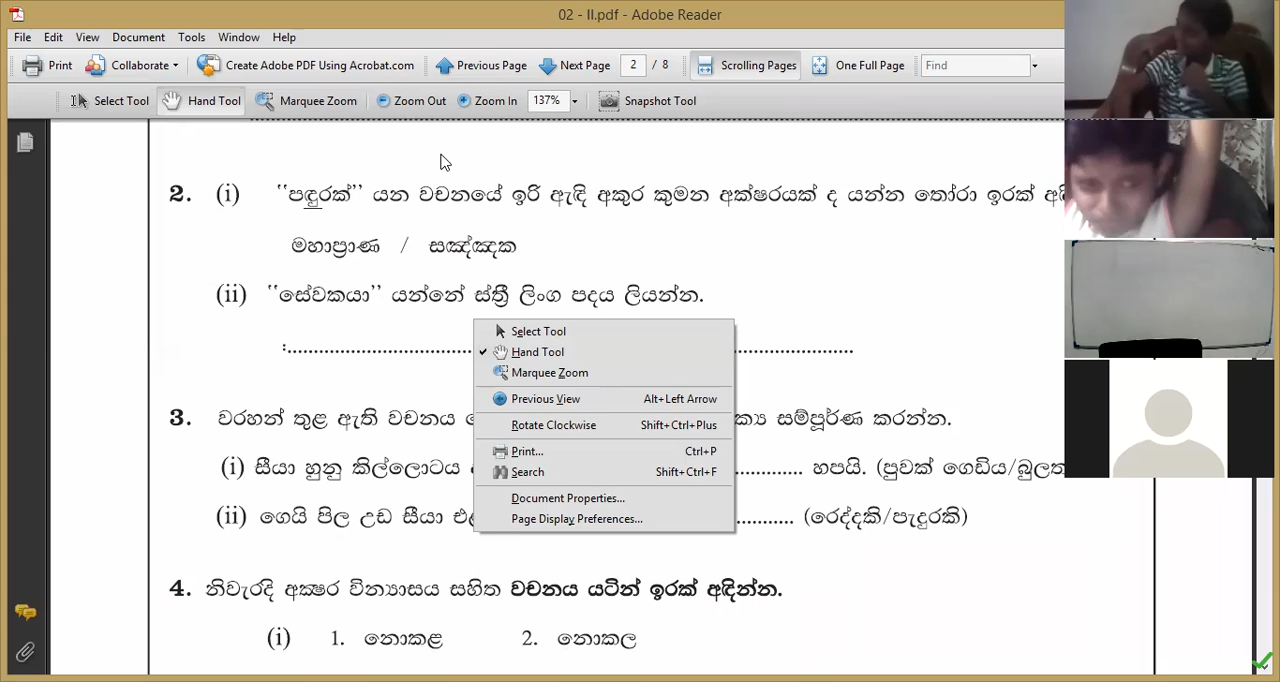 02 - II.pdf - Adobe Reader
File Edit View Document Tools Window Help
Print Collaborate Create Adobe PDF Using Acrobat.com Previous Page Next Page 2 / 8 Scrolling Pages One Full Page Find
Select Tool Hand Tool Marquee Zoom Zoom Out Zoom In 137% Snapshot Tool
2. (i) “පඳුරක්” යන වචනයේ ඉරි ඇඳි අකුර කුමන අක්ෂරයක් ද යන්න තෝරා ඉරක්
මහාප්‍රාණ / සඤ්ඤක
(ii) “සේවකයා” යන්නේ ස්ත්‍රී ලිංග පදය ලියන්න.
:
Select Tool
Hand Tool
Marquee Zoom
Previous View Alt+Left Arrow
Rotate Clockwise Shift+Ctrl+Plus
Print... Ctrl+P
Search Shift+Ctrl+F
Document Properties...
Page Display Preferences...
3. වරහන් තුළ ඇති වචනය සම්පූර්ණ කරන්න.
(i) සීයා හුනු කිල්ලොටය හපයි. (පුවක් ගෙඩිය/බුලත්
(ii) ගෙයි පිල උඩ සීයා (රෙද්දකි/පැදුරකි)
4. නිවැරදි අක්‍ෂර වින්‍යාසය සහිත වචනය යටින් ඉරක් අඳින්න.
(i) 1. නොකළ 2. නොකල